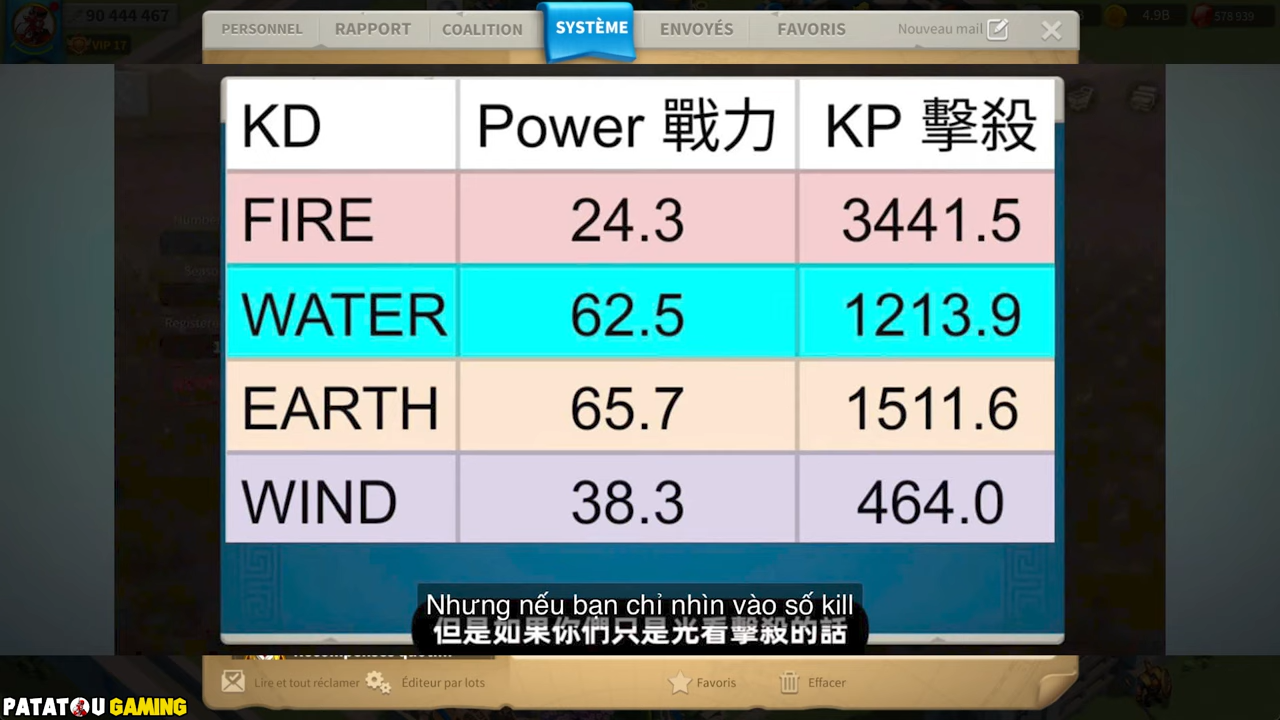 90 444 467
VIP 17
PERSONNEL
RAPPORT
COALITION
SYSTÈME
ENVOYÉS
FAVORIS
Nouveau mail
4.9B
578 939
KD Power 戰力 KP 擊殺
FIRE 24.3 3441.5
WATER 62.5 1213.9
EARTH 65.7 1511.6
WIND 38.3 464.0
Nhưng nếu bạn chỉ nhìn vào số kill
但是如果你們只是光看擊殺的話
Lire et tout réclamer
Éditeur par lots
Favoris
Effacer
PATATOU GAMING